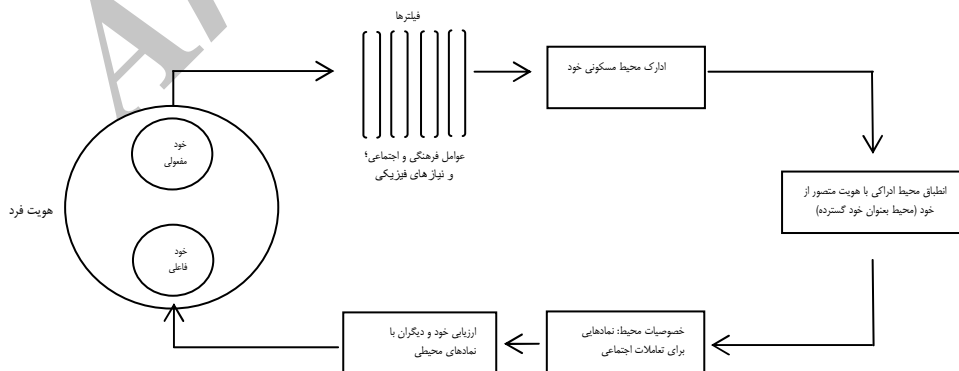 فیلترها
ادارک محیط مسکونی خود
خود
مفعولی
عوامل فرهنگی و اجتماعی؛
و نیازهای فیزیکی
هویت فرد
انطباق محیط ادراکی با هویت متصور از
خود (محیط بعنوان خود گسترده)
خود
فاعلی
ارزیابی خود و دیگران با
نمادهای محیطی
خصوصیات محیط: نمادهایی
برای تعاملات اجتماعی